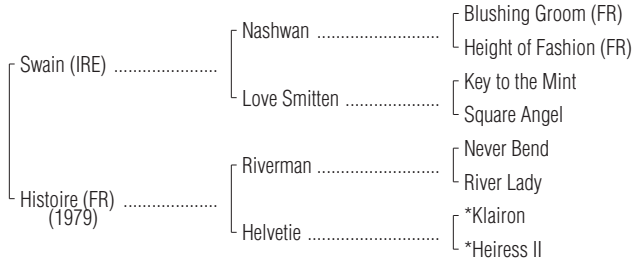 Blushing Groom (FR)
Nashwan ......................
Height of Fashion (FR)
Swain (IRE) .....................
Key to the Mint
Love Smitten ...................
Square Angel
Never Bend
Riverman .......................
River Lady
Histoire (FR) ...................
(1979)
*Klairon
Helvetie ..........................
*Heiress II